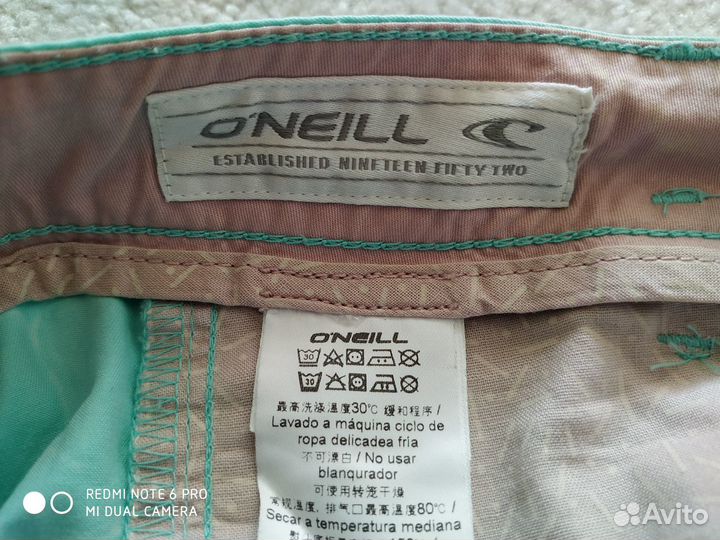 O'NEILL
ESTABLISHED NINETEEN FIFTY TWO
O'NEILL
30
30
最高洗涤温度30℃ 缓和程序 /
Lavado a máquina ciclo de
ropa delicadea fria
不可漂白 / No usar
blanqurador
可使用转笼干燥
常规温度，排气口最高温度80℃ /
Secar a temperatura mediana
REDMI NOTE 6 PRO
MI DUAL CAMERA
Avito